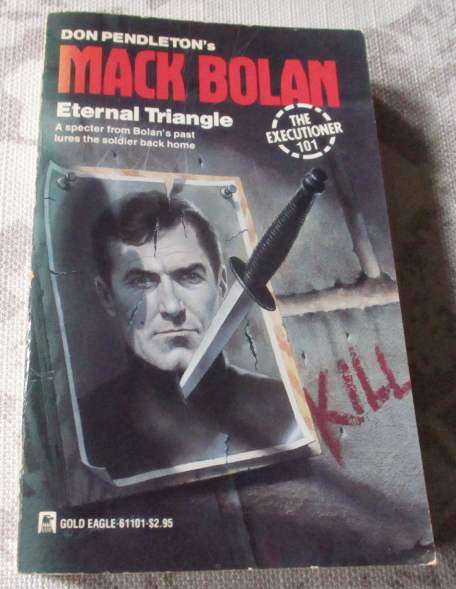 DON PENDLETON's
MACK BOLAN
Eternal Triangle
A specter from Bolan's past
lures the soldier back home
THE
EXECUTIONER
101
KILL
GOLD EAGLE-61101-$2.95